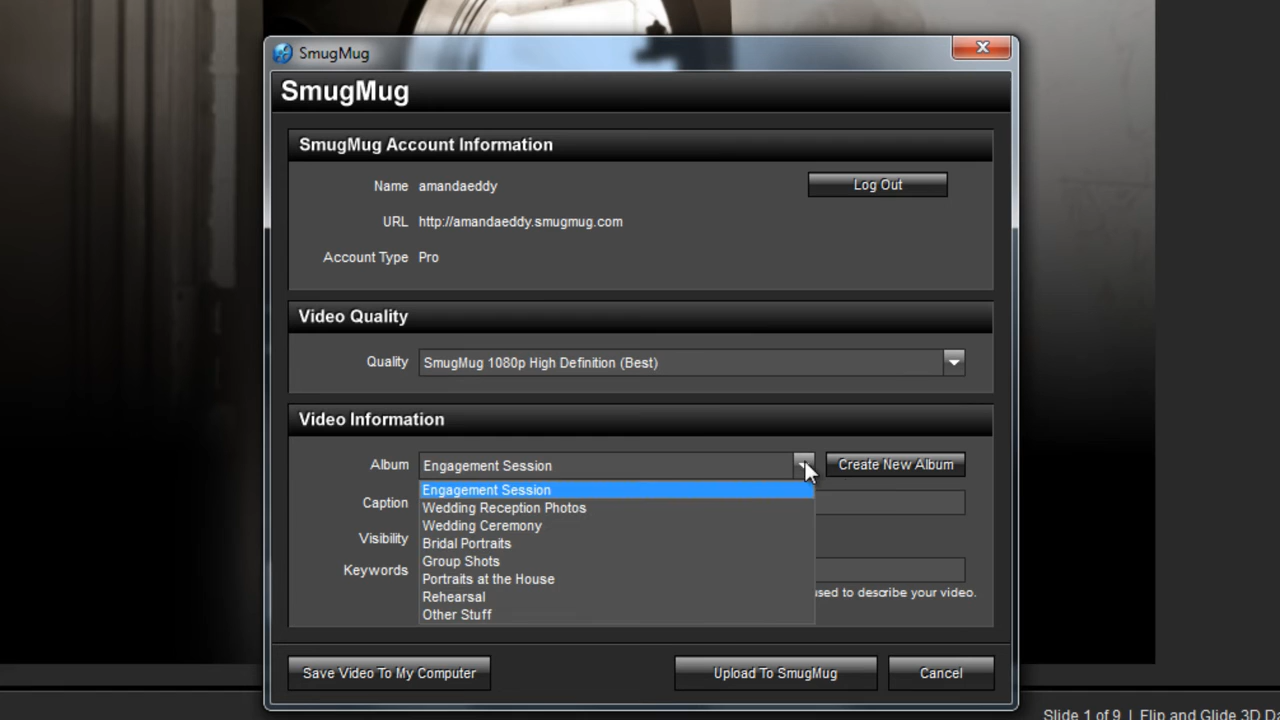 SmugMug
SmugMug
SmugMug Account Information
Name amandaeddy Log Out
URL http://amandaeddy.smugmug.com
Account Type Pro
Video Quality
Quality SmugMug 1080p High Definition (Best)
Video Information
Album Engagement Session Create New Album
Engagement Session
Caption
Wedding Reception Photos
Wedding Ceremony
Visibility
Bridal Portraits
Group Shots
Keywords
Portraits at the House
used to describe your video.
Rehearsal
Other Stuff
Save Video To My Computer Upload To SmugMug Cancel
Slide 1 of 9 | Flip and Glide 3D